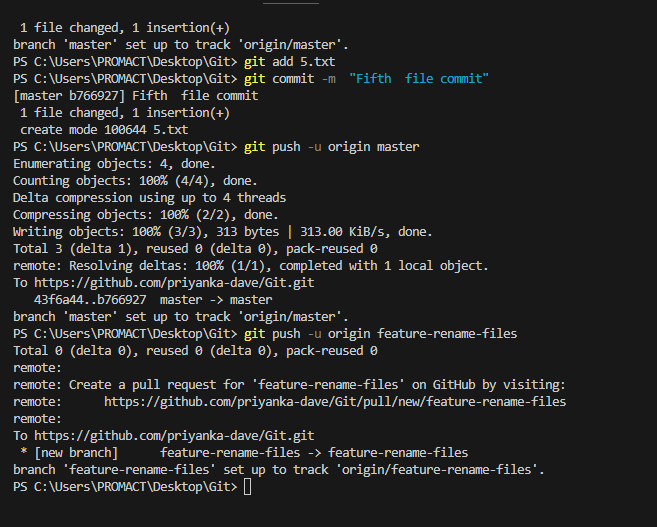 1 file changed, 1 insertion(+)
branch 'master' set up to track 'origin/master'.
PS C:\Users\PROMACT\Desktop\Git> git add 5.txt
PS C:\Users\PROMACT\Desktop\Git> git commit -m  "Fifth  file commit"
[master b766927] Fifth  file commit
 1 file changed, 1 insertion(+)
 create mode 100644 5.txt
PS C:\Users\PROMACT\Desktop\Git> git push -u origin master
Enumerating objects: 4, done.
Counting objects: 100% (4/4), done.
Delta compression using up to 4 threads
Compressing objects: 100% (2/2), done.
Writing objects: 100% (3/3), 313 bytes | 313.00 KiB/s, done.
Total 3 (delta 1), reused 0 (delta 0), pack-reused 0
remote: Resolving deltas: 100% (1/1), completed with 1 local object.
To https://github.com/priyanka-dave/Git.git
   43f6a44..b766927  master -> master
branch 'master' set up to track 'origin/master'.
PS C:\Users\PROMACT\Desktop\Git> git push -u origin feature-rename-files
Total 0 (delta 0), reused 0 (delta 0), pack-reused 0
remote:
remote: Create a pull request for 'feature-rename-files' on GitHub by visiting:
remote:      https://github.com/priyanka-dave/Git/pull/new/feature-rename-files
remote:
To https://github.com/priyanka-dave/Git.git
 * [new branch]      feature-rename-files -> feature-rename-files
branch 'feature-rename-files' set up to track 'origin/feature-rename-files'.
PS C:\Users\PROMACT\Desktop\Git>